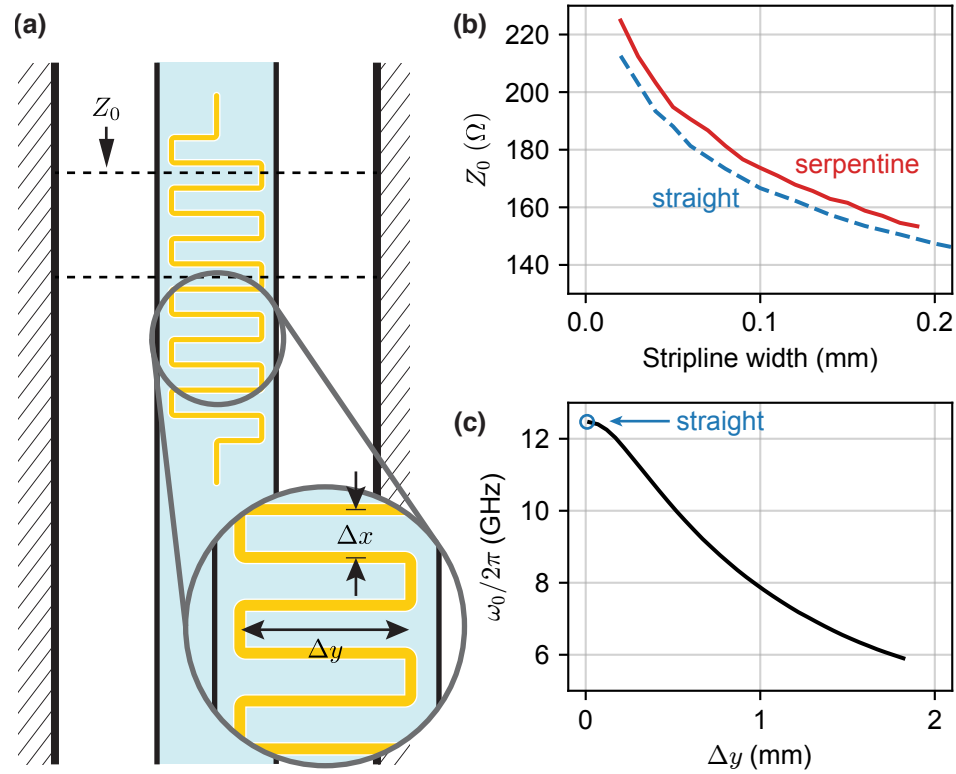 (a)
Z₀
Δx
Δy
(b)
220
200
180
160
140
Z₀ (Ω)
serpentine
straight
0.0
0.1
0.2
Stripline width (mm)
(c)
straight
12
10
8
6
ω₀/2π (GHz)
0
1
2
Δy (mm)